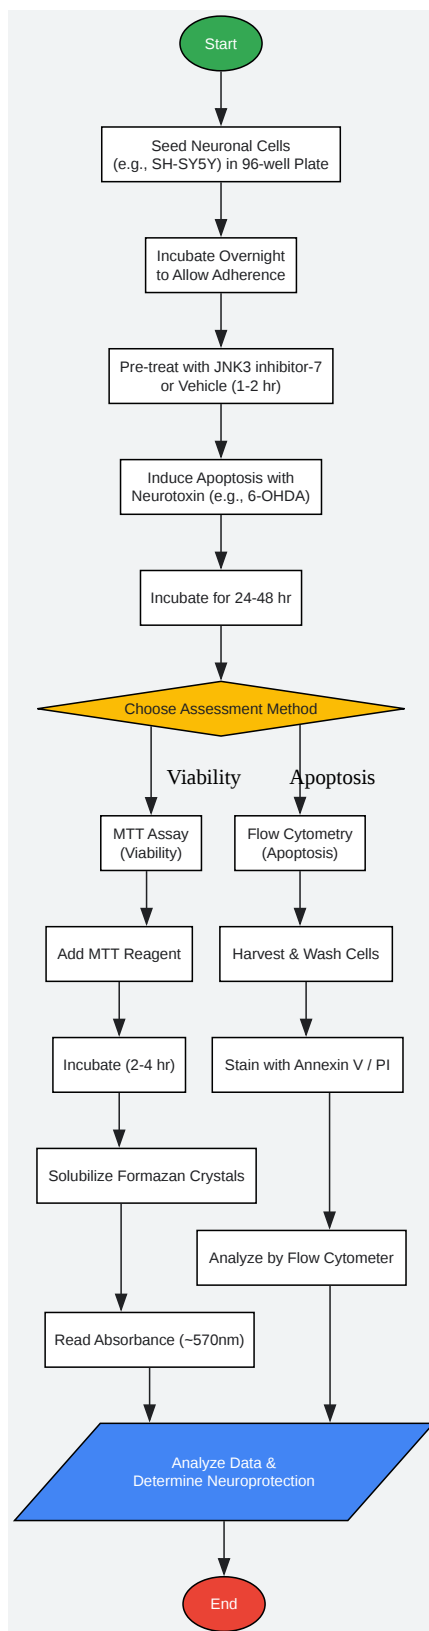 Start
Seed Neuronal Cells
(e.g., SH-SY5Y) in 96-well Plate
Incubate Overnight
to Allow Adherence
Pre-treat with JNK3 inhibitor-7
or Vehicle (1-2 hr)
Induce Apoptosis with
Neurotoxin (e.g., 6-OHDA)
Incubate for 24-48 hr
Choose Assessment Method
Viability
Apoptosis
MTT Assay
(Viability)
Flow Cytometry
(Apoptosis)
Add MTT Reagent
Harvest & Wash Cells
Incubate (2-4 hr)
Stain with Annexin V / PI
Solubilize Formazan Crystals
Analyze by Flow Cytometer
Read Absorbance (~570nm)
Analyze Data &
Determine Neuroprotection
End